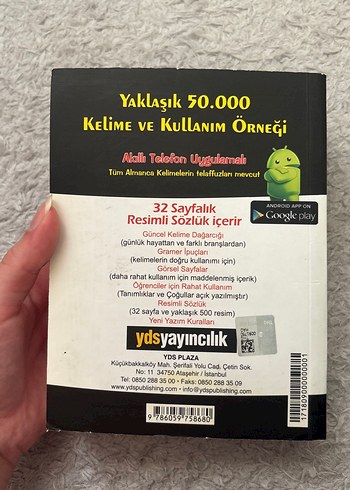 Yaklaşık 50.000
Kelime ve Kullanım Örneği
Akıllı Telefon Uygulamalı
Tüm Almanca Kelimelerin telaffuzları mevcut
32 Sayfalık
Resimli Sözlük içerir
ANDROID APP ON
Google play
Güncel Kelime Dağarcığı
(günlük hayattan ve farklı branşlardan)
Gramer İpuçları
(kelimelerin doğru kullanımı için)
Görsel Sayfalar
(daha rahat kullanım için maddelenmiş içerik)
Öğrenciler için Rahat Kullanım
(Tanımlıklar ve Çoğullar açık yazılmıştır)
Resimli Sözlük
(32 sayfa ve yaklaşık 500 resim)
Yeni Yazım Kuralları
ydsyayıncılık
YDS PLAZA
Küçükbakkalköy Mah. Şerifali Yolu Cad. Çetin Sok.
No: 11 34750 Ataşehir / İstanbul
Tel: 0850 288 35 00 • Faks: 0850 288 35 09
www.ydspublishing.com • info@ydspublishing.com
9 786059 758680
1718090000000001